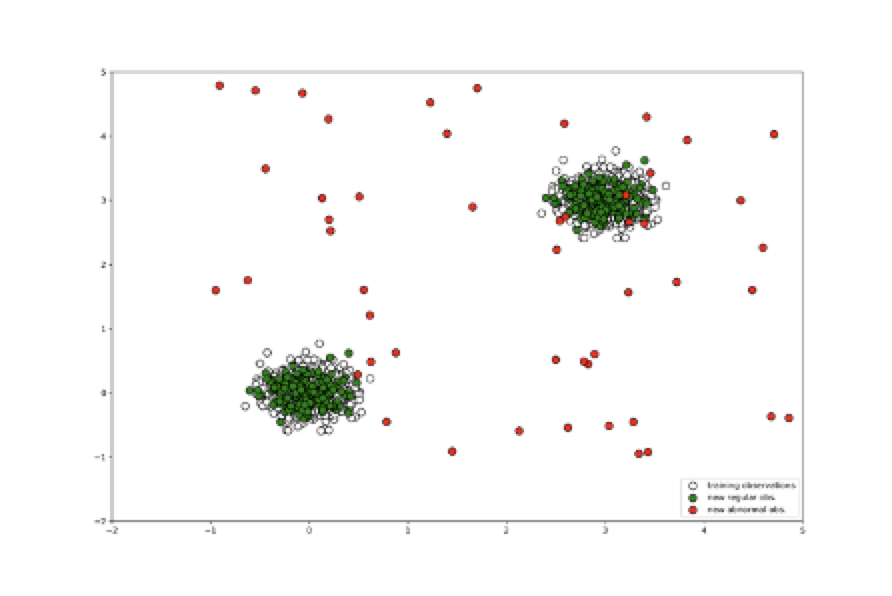 5
4
3
2
1
0
−1
−2
−2 −1 0 1 2 3 4 5
training observations
new regular obs.
new abnormal obs.